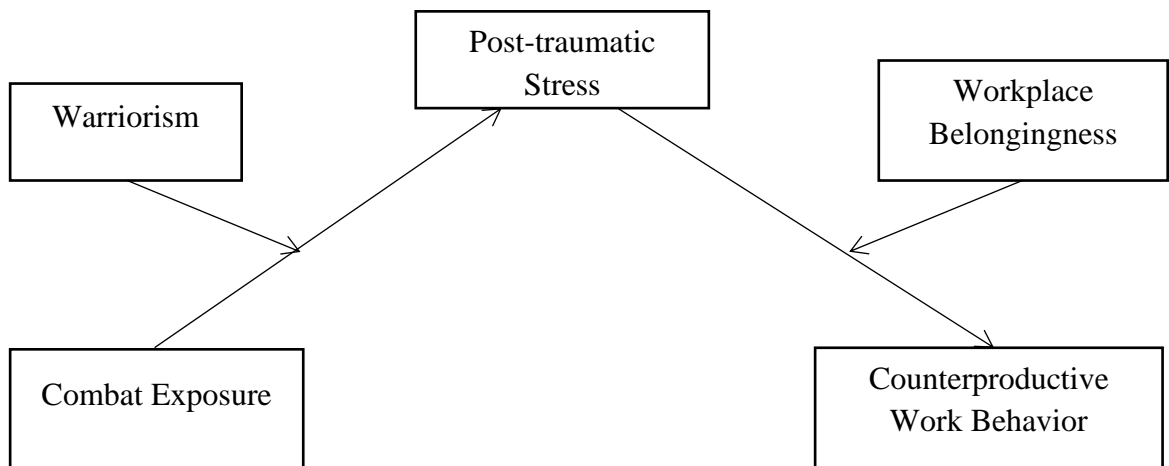 Post-traumatic
Stress
Warriorism
Workplace
Belongingness
Combat Exposure
Counterproductive
Work Behavior